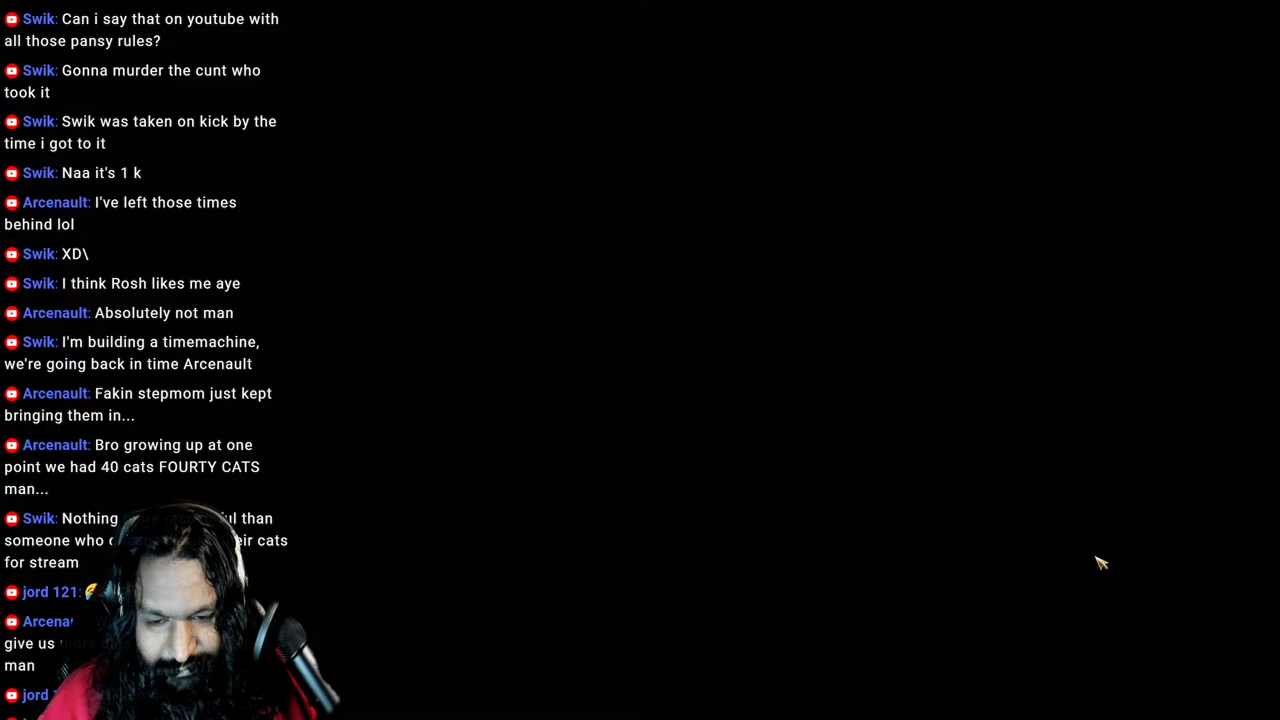 Swik: Can i say that on youtube with
all those pansy rules?
Swik: Gonna murder the cunt who
took it
Swik: Swik was taken on kick by the
time i got to it
Swik: Naa it's 1 k
Arcenault: I've left those times
behind lol
Swik: XD\
Swik: I think Rosh likes me aye
Arcenault: Absolutely not man
Swik: I'm building a timemachine,
we're going back in time Arcenault
Arcenault: Fakin stepmom just kept
bringing them in...
Arcenault: Bro growing up at one
point we had 40 cats FOURTY CATS
man...
Swik: Nothing than
someone who cats
for stream
jord 121:
give us
man
jord